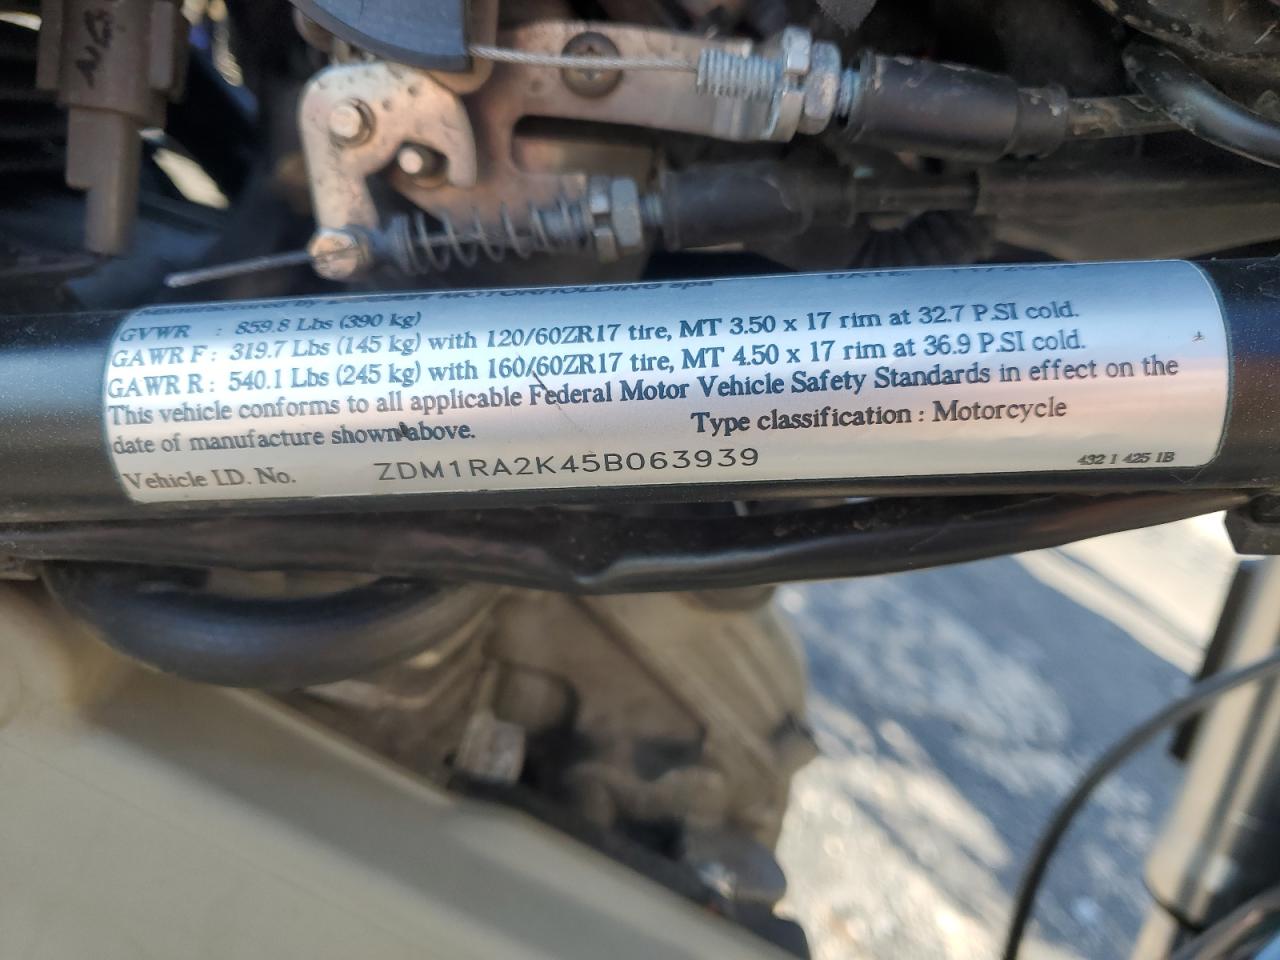 MOTORHOLDING spa DATE:
GVWR : 859.8 Lbs (390 kg)
GAWR F : 319.7 Lbs (145 kg) with 120/60ZR17 tire, MT 3.50 x 17 rim at 32.7 P.SI cold.
GAWR R : 540.1 Lbs (245 kg) with 160/60ZR17 tire, MT 4.50 x 17 rim at 36.9 P.SI cold.
This vehicle conforms to all applicable Federal Motor Vehicle Safety Standards in effect on the
date of manufacture shown above. Type classification : Motorcycle
Vehicle I.D. No. ZDM1RA2K45B063939 432 1 425 1B